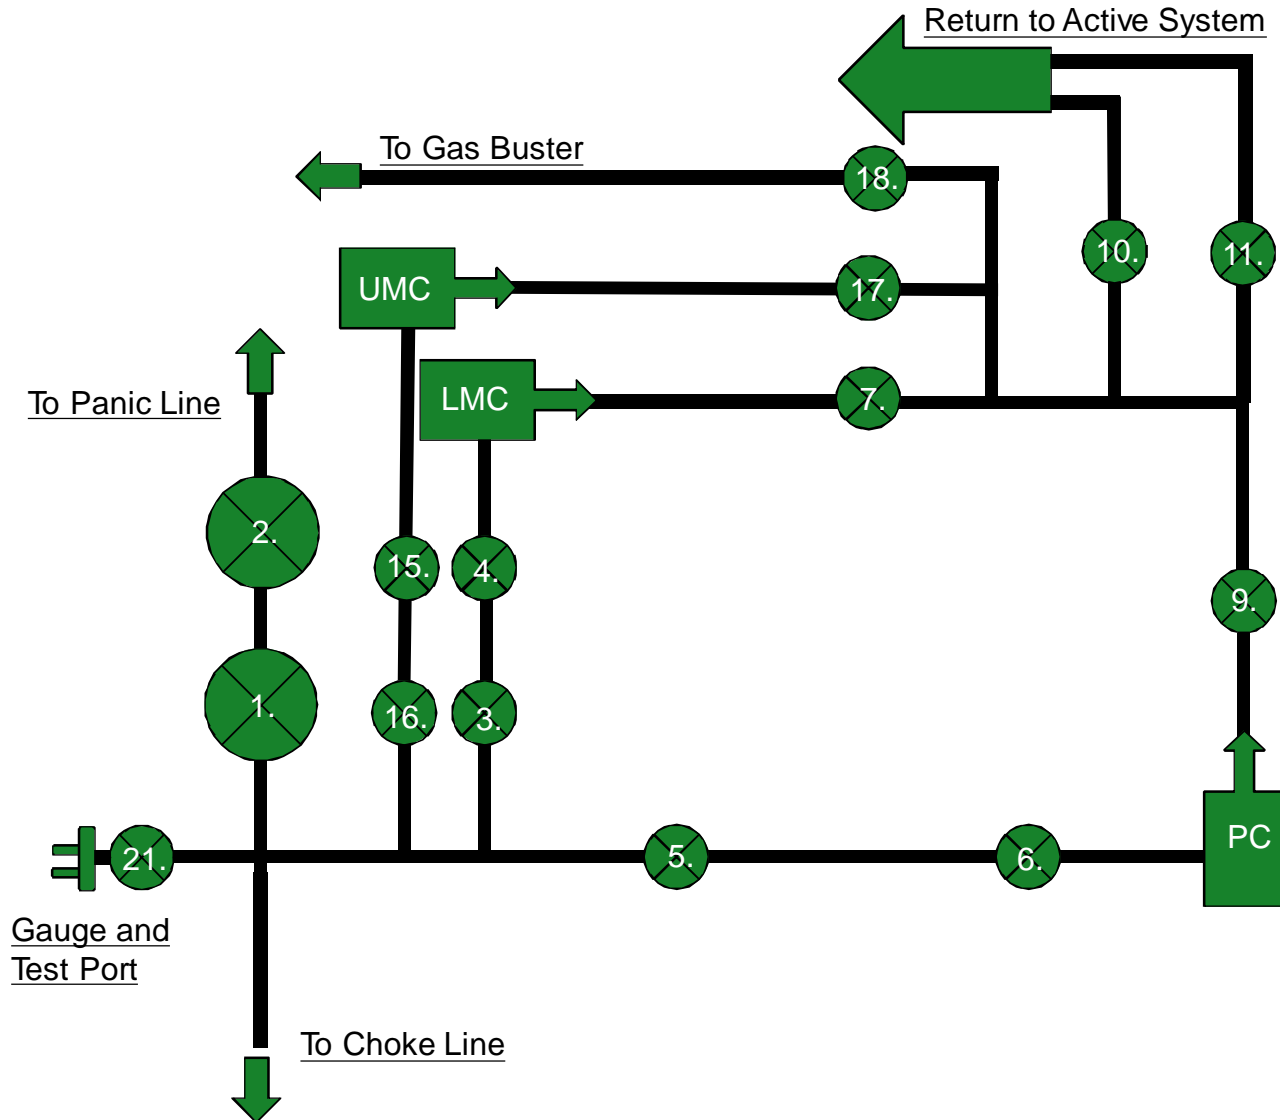 Return to Active System
To Gas Buster
18.
10.
11.
UMC
17.
To Panic Line
LMC
7.
2.
15.
4.
9.
1.
16.
3.
21.
5.
6.
PC
Gauge and
Test Port
To Choke Line